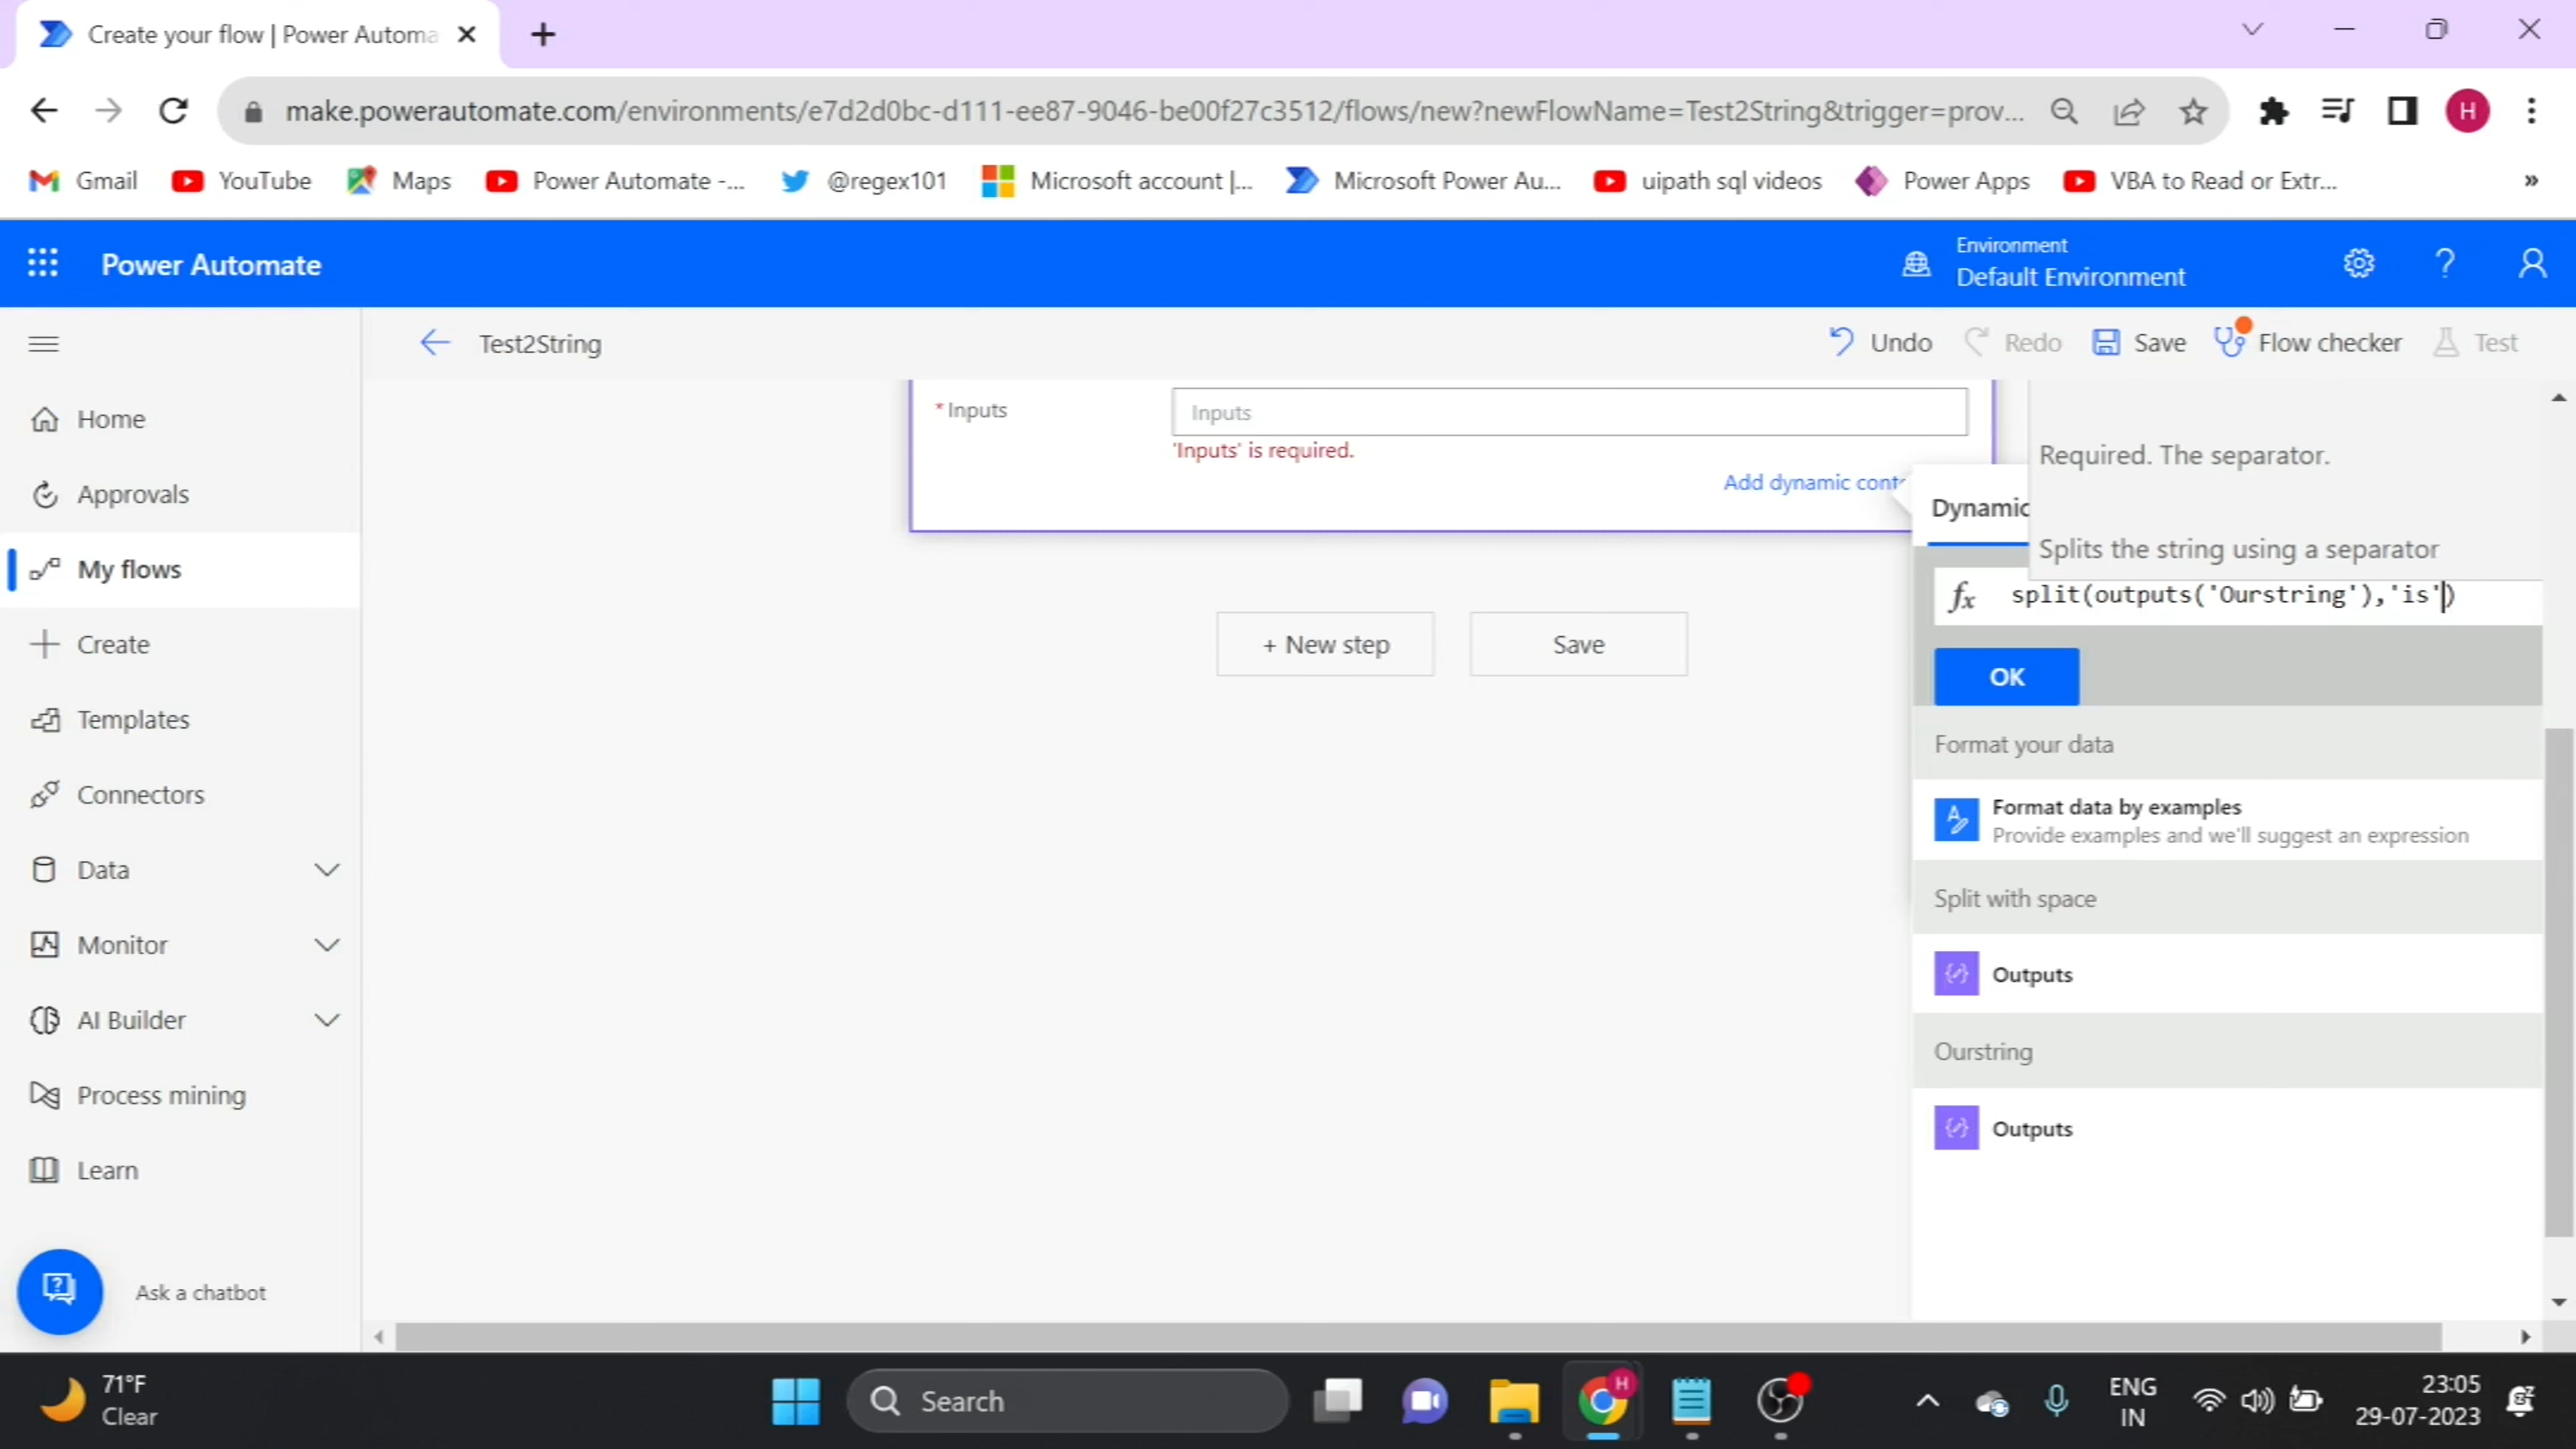 Create your flow | Power Automa
make.powerautomate.com/environments/e7d2d0bc-d111-ee87-9046-be00f27c3512/flows/new?newFlowName=Test2String&trigger=prov...
H
Gmail YouTube Maps Power Automate -... @regex101 Microsoft account |... Microsoft Power Au... uipath sql videos Power Apps VBA to Read or Extr... »
Power Automate
Environment
Default Environment
?
Test2String
Undo Redo Save Flow checker Test
Home
Approvals
My flows
Create
Templates
Connectors
Data
Monitor
AI Builder
Process mining
Learn
Ask a chatbot
* Inputs
Inputs
'Inputs' is required.
Add dynamic conte
+ New step
Save
Required. The separator.
Dynamic
Splits the string using a separator
fx split(outputs('Ourstring'),'is')
OK
Format your data
Format data by examples
Provide examples and we'll suggest an expression
Split with space
Outputs
Ourstring
Outputs
71°F
Clear
Search
H
ENG
IN
23:05
29-07-2023